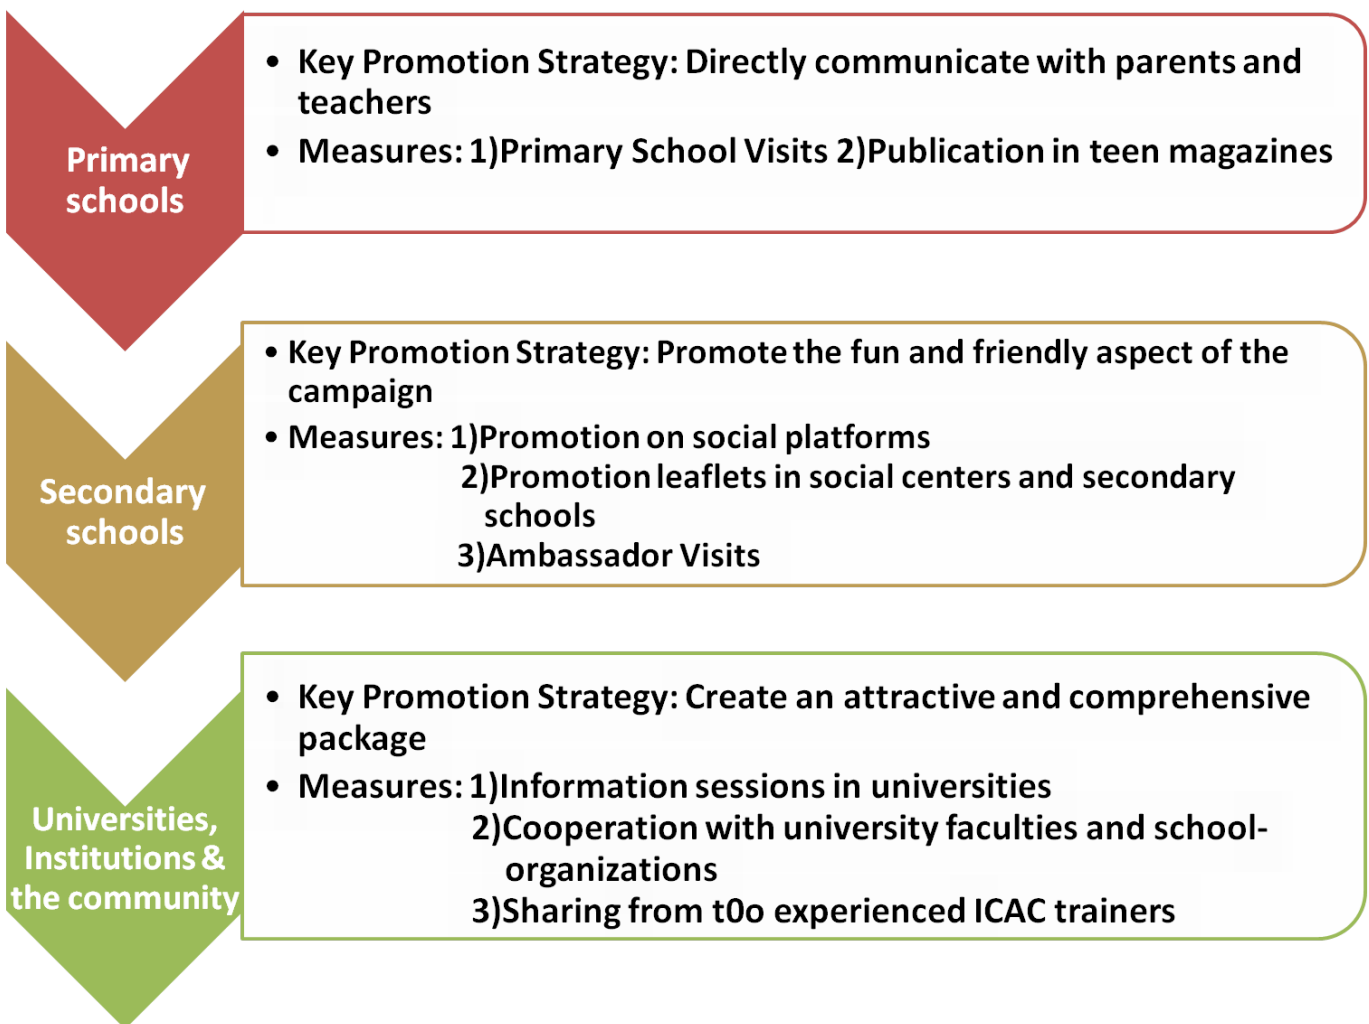 Primary
schools
• Key Promotion Strategy: Directly communicate with parents and
teachers
• Measures: 1)Primary School Visits 2)Publication in teen magazines
Secondary
schools
• Key Promotion Strategy: Promote the fun and friendly aspect of the
campaign
• Measures: 1)Promotion on social platforms
2)Promotion leaflets in social centers and secondary
schools
3)Ambassador Visits
Universities,
Institutions &
the community
• Key Promotion Strategy: Create an attractive and comprehensive
package
• Measures: 1)Information sessions in universities
2)Cooperation with university faculties and school-
organizations
3)Sharing from t0o experienced ICAC trainers